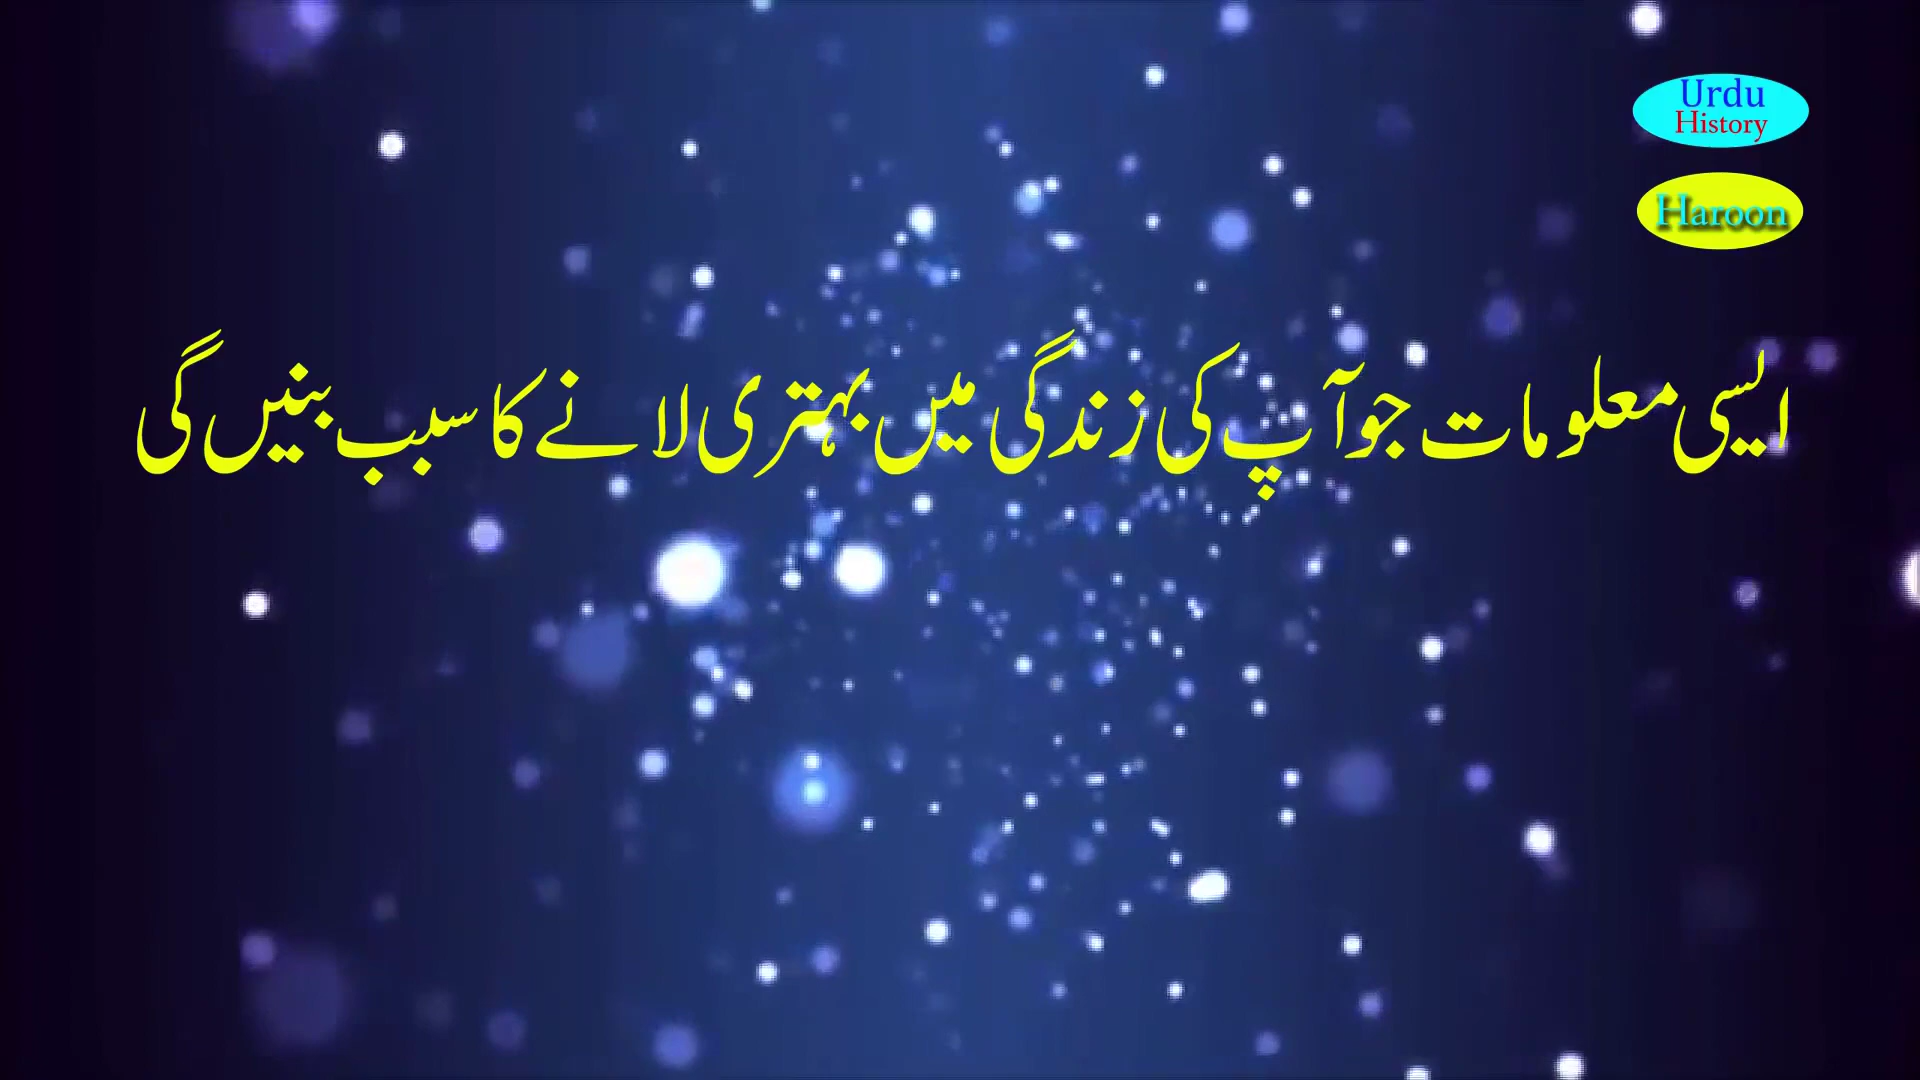 Urdu
History
Haroon
ایسی معلومات جو آپ کی زندگی میں بہتری لانے کا سبب بنیں گی